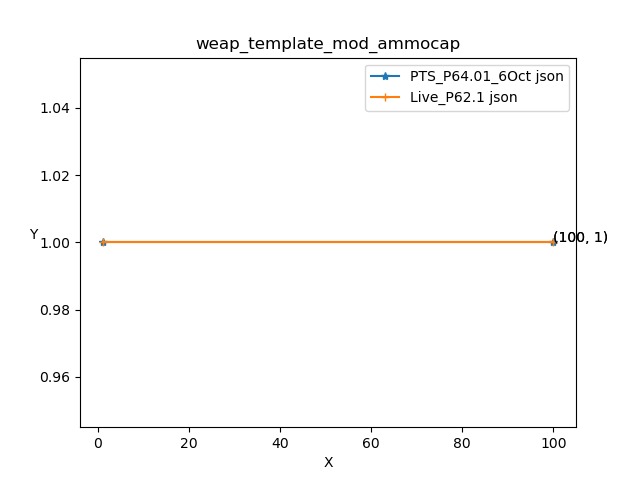 weap_template_mod_ammocap
PTS_P64.01_6Oct json
Live_P62.1 json
1.04
1.02
1.00
0.98
0.96
Y
(100, 1)
0 20 40 60 80 100
X